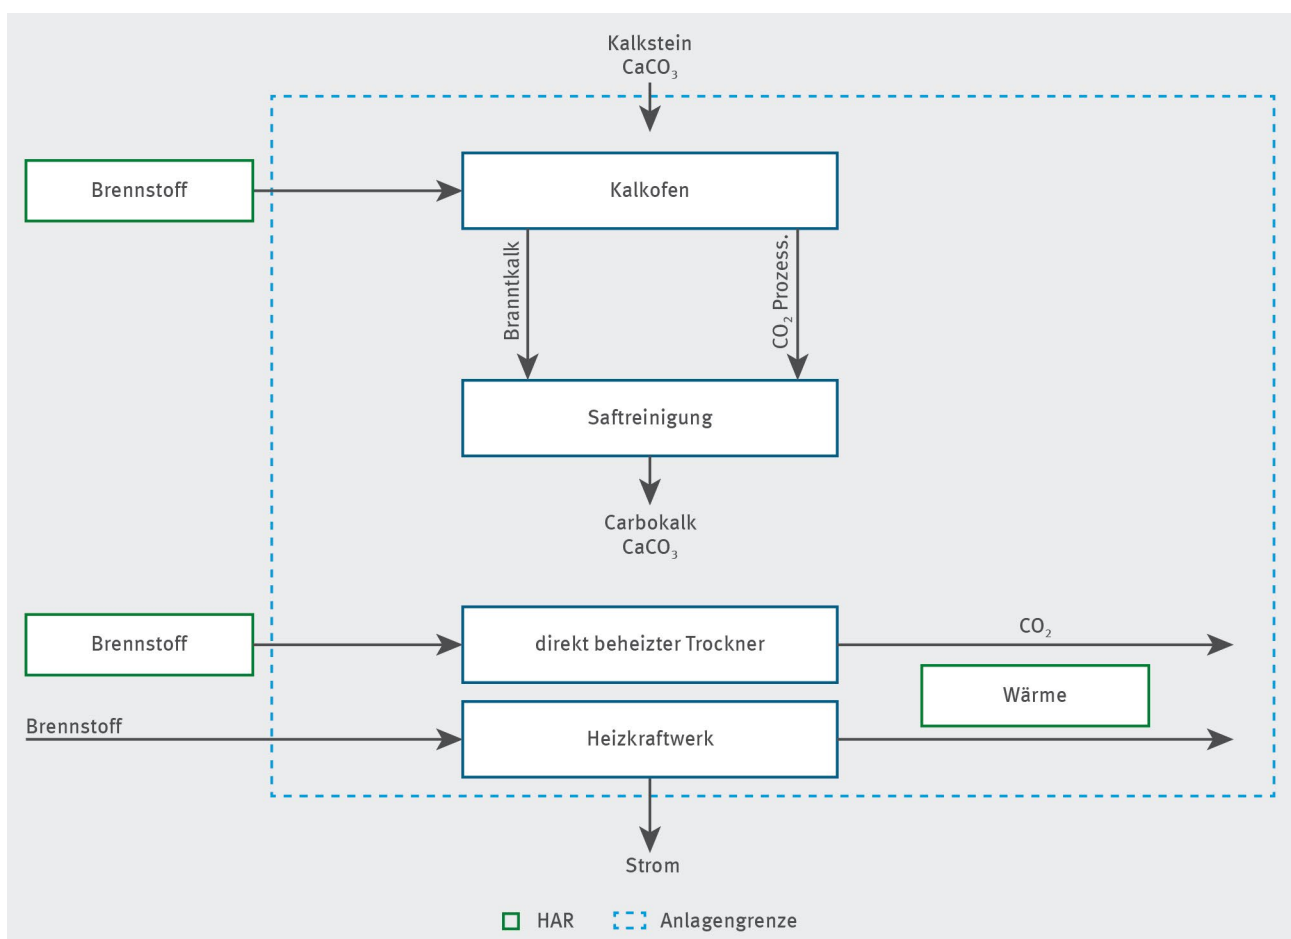 Kalkstein
CaCO₃
Brennstoff
Kalkofen
Branntkalk
CO₂ Prozess.
Saftreinigung
Carbokalk
CaCO₃
Brennstoff
direkt beheizter Trockner
CO₂
Wärme
Brennstoff
Heizkraftwerk
Strom
HAR
Anlagengrenze